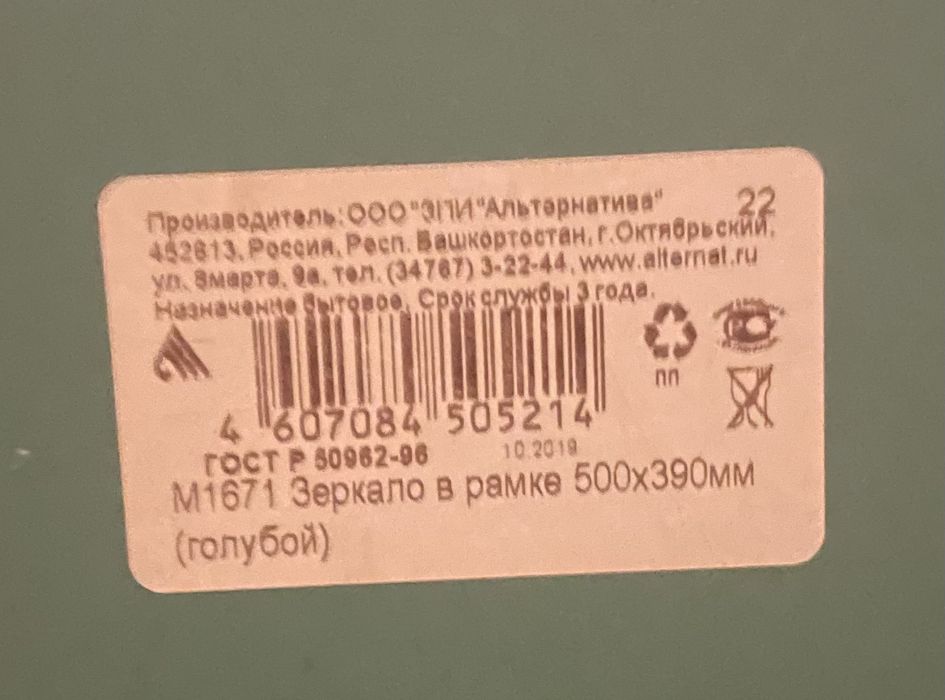 Производитель: ООО "ЗПИ "Альтернатива"
22
452613, Россия, Респ. Башкортостан, г.Октябрьский,
ул. 8марта, 9а, тел. (34767) 3-22-44, www.alternat.ru
Назначение бытовое, Срок службы 3 года.
ПП
4 607084 505214
ГОСТ Р 50962-96 10.2019
М1671 Зеркало в рамке 500х390мм
(голубой)